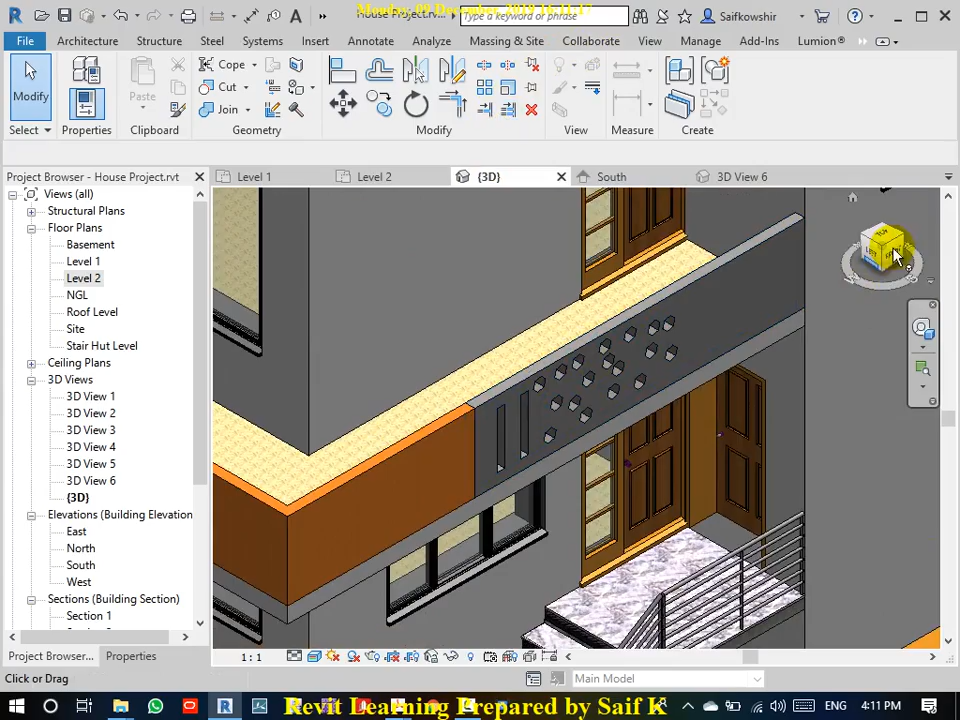 House Project.rv...
Monday, 09 December, 2019 16:11:17
Type a keyword or phrase
Saifkowshir
File
Architecture
Structure
Steel
Systems
Insert
Annotate
Analyze
Massing & Site
Collaborate
View
Manage
Add-Ins
Lumion®
Modify
Paste
Cope
Cut
Join
Select
Properties
Clipboard
Geometry
Modify
View
Measure
Create
Project Browser - House Project.rvt
Level 1
Level 2
{3D}
South
3D View 6
Views (all)
Structural Plans
Floor Plans
Basement
Level 1
Level 2
NGL
Roof Level
Site
Stair Hut Level
Ceiling Plans
3D Views
3D View 1
3D View 2
3D View 3
3D View 4
3D View 5
3D View 6
{3D}
Elevations (Building Elevation
East
North
South
West
Sections (Building Section)
Section 1
TOP
LEFT
Project Browser...
Properties
1 : 1
Click or Drag
Main Model
Revit Learning Prepared by Saif K
ENG
4:11 PM